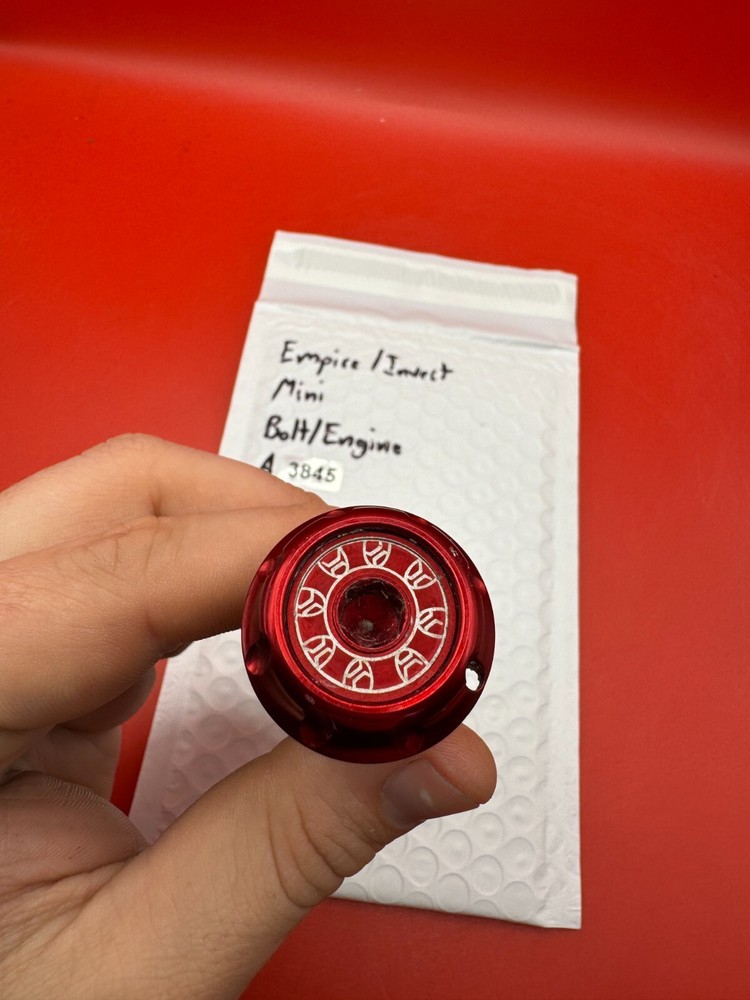 Empire/Invert
Mini
Bolt/Engine
A 3845